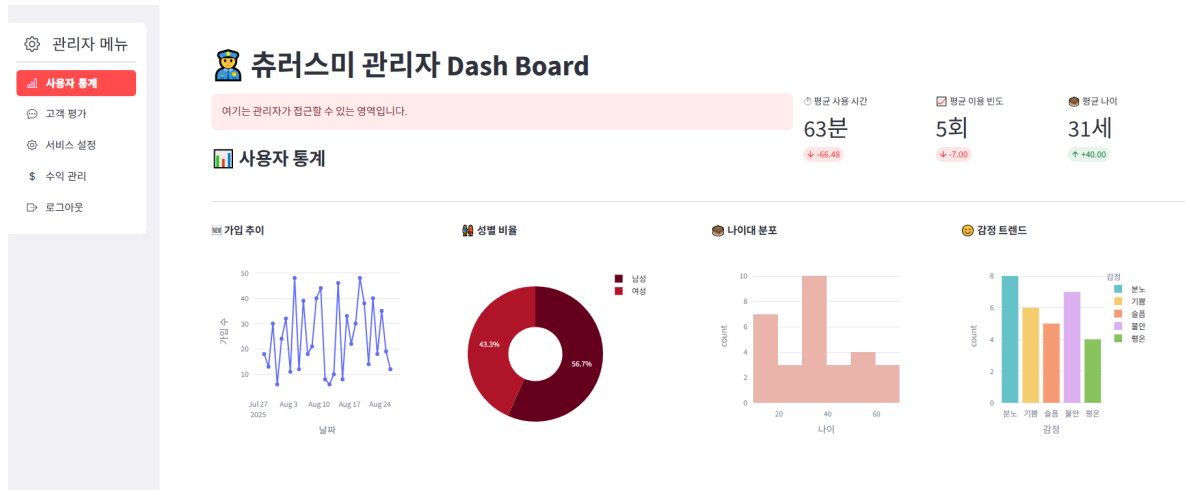 관리자 메뉴
사용자 통계
고객 평가
서비스 설정
$ 수익 관리
로그아웃
츄러스미 관리자 Dash Board
여기는 관리자가 접근할 수 있는 영역입니다.
평균 사용 시간
63분
↓ -66.48
평균 이용 빈도
5회
↓ -7.00
평균 나이
31세
↑ +40.00
사용자 통계
NEW 가입 추이
50
40
30
20
10
가입 수
Jul 27
2025
Aug 3
Aug 10
Aug 17
Aug 24
날짜
성별 비율
남성
여성
43.3%
56.7%
나이대 분포
10
8
6
4
2
0
count
20
40
60
나이
감정 트렌드
8
6
4
2
0
count
분노
기쁨
슬픔
불안
평온
감정
감정
분노
기쁨
슬픔
불안
평온